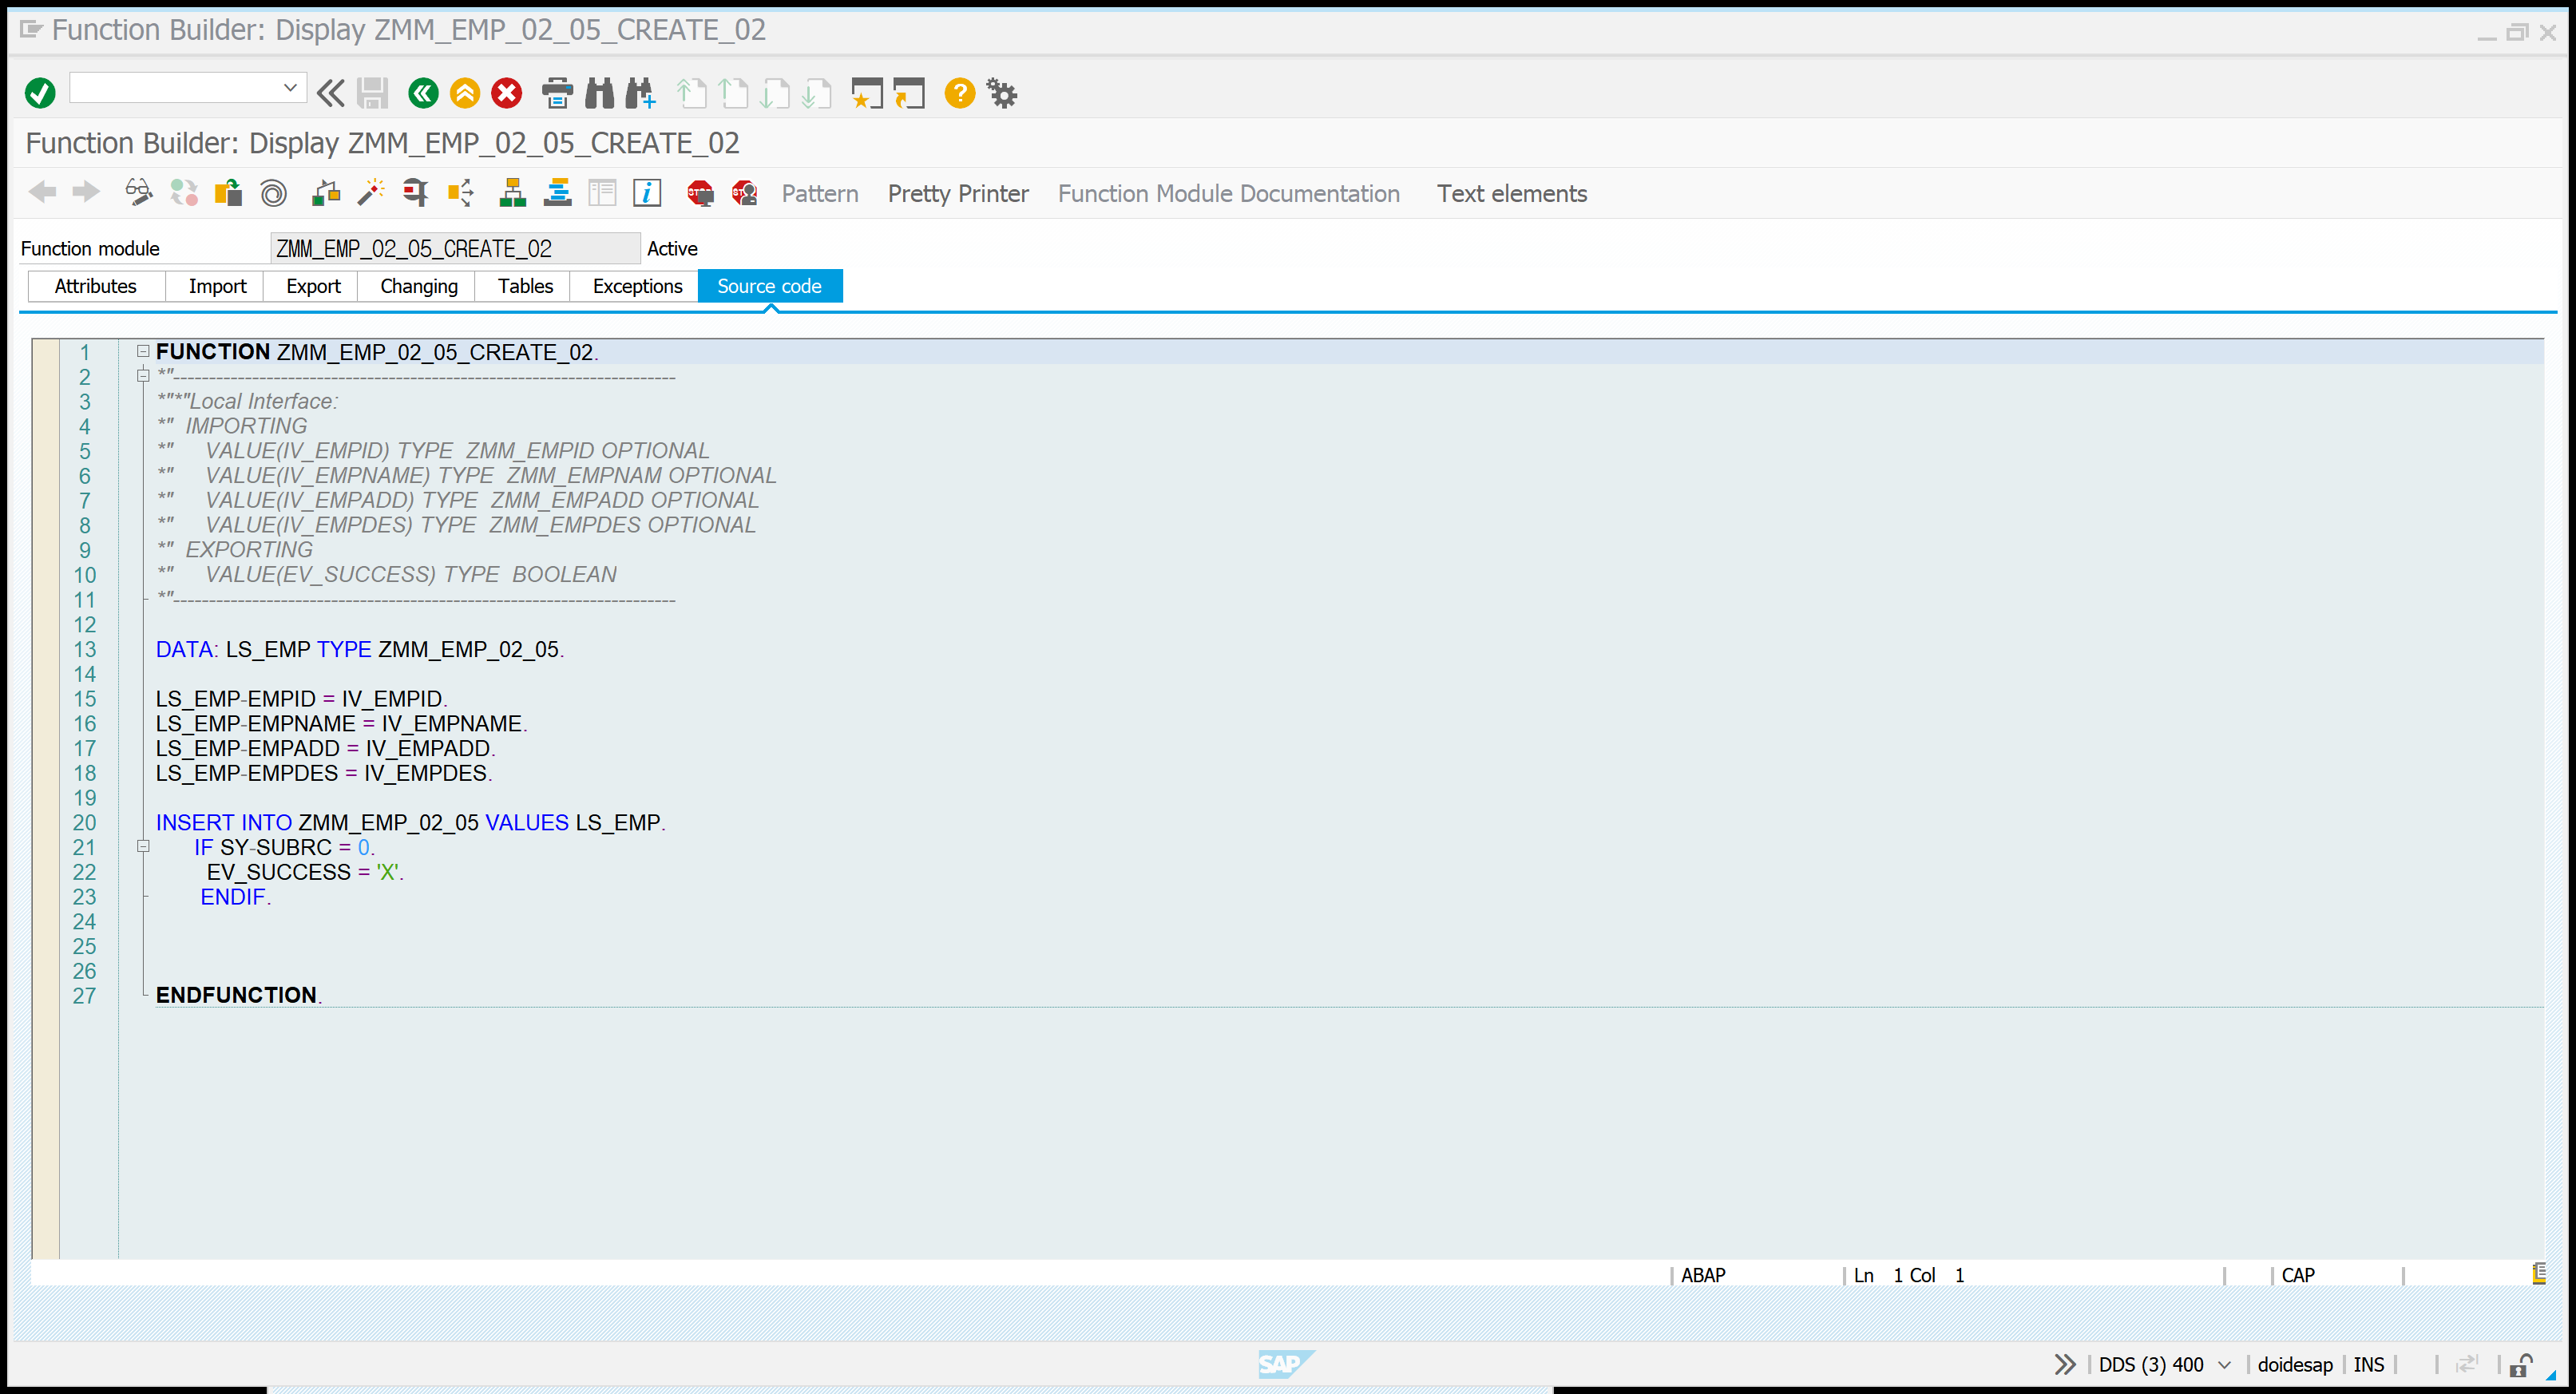 Function Builder: Display ZMM_EMP_02_05_CREATE_02
Function Builder: Display ZMM_EMP_02_05_CREATE_02
Pattern Pretty Printer Function Module Documentation Text elements
Function module ZMM_EMP_02_05_CREATE_02 Active
Attributes Import Export Changing Tables Exceptions Source code
1 FUNCTION ZMM_EMP_02_05_CREATE_02.
2 *"----------------------------------------------------------------------
3 *"*"Local Interface:
4 *" IMPORTING
5 *" VALUE(IV_EMPID) TYPE ZMM_EMPID OPTIONAL
6 *" VALUE(IV_EMPNAME) TYPE ZMM_EMPNAM OPTIONAL
7 *" VALUE(IV_EMPADD) TYPE ZMM_EMPADD OPTIONAL
8 *" VALUE(IV_EMPDES) TYPE ZMM_EMPDES OPTIONAL
9 *" EXPORTING
10 *" VALUE(EV_SUCCESS) TYPE BOOLEAN
11 *"----------------------------------------------------------------------
12
13 DATA: LS_EMP TYPE ZMM_EMP_02_05.
14
15 LS_EMP-EMPID = IV_EMPID.
16 LS_EMP-EMPNAME = IV_EMPNAME.
17 LS_EMP-EMPADD = IV_EMPADD.
18 LS_EMP-EMPDES = IV_EMPDES.
19
20 INSERT INTO ZMM_EMP_02_05 VALUES LS_EMP.
21 IF SY-SUBRC = 0.
22 EV_SUCCESS = 'X'.
23 ENDIF.
24
25
26
27 ENDFUNCTION.
ABAP Ln 1 Col 1 CAP
SAP DDS (3) 400 doidesap INS